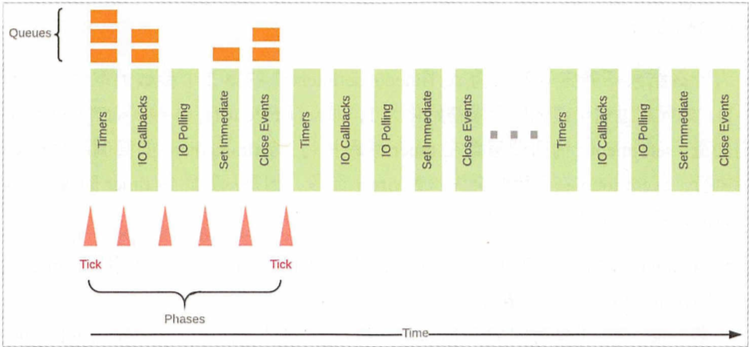 Queues
Timers
IO Callbacks
IO Polling
Set Immediate
Close Events
Timers
IO Callbacks
IO Polling
Set Immediate
Close Events
Timers
IO Callbacks
IO Polling
Set Immediate
Close Events
Tick
Tick
Phases
Time